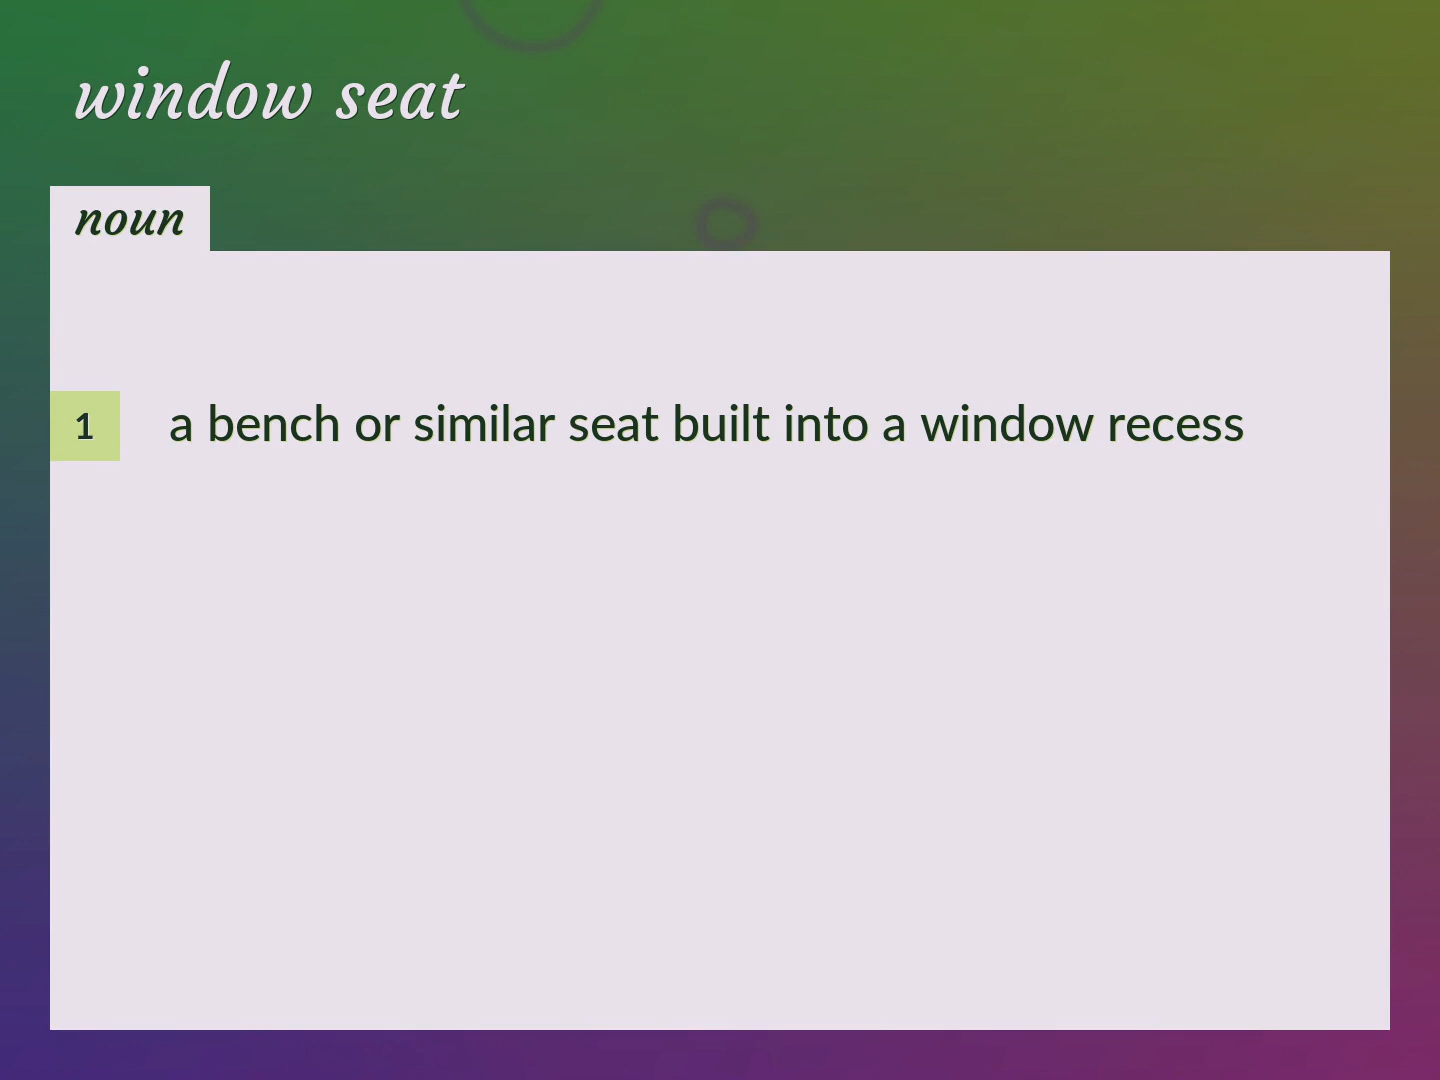 window seat
noun
1 a bench or similar seat built into a window recess